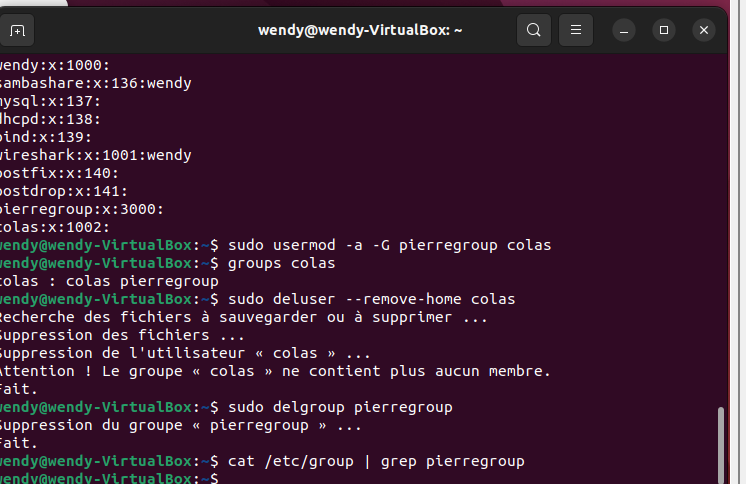 wendy@wendy-VirtualBox: ~
wendy:x:1000:
sambashare:x:136:wendy
mysql:x:137:
dhcpd:x:138:
bind:x:139:
wireshark:x:1001:wendy
postfix:x:140:
postdrop:x:141:
pierregroup:x:3000:
colas:x:1002:
wendy@wendy-VirtualBox:~$ sudo usermod -a -G pierregroup colas
wendy@wendy-VirtualBox:~$ groups colas
colas : colas pierregroup
wendy@wendy-VirtualBox:~$ sudo deluser --remove-home colas
Recherche des fichiers à sauvegarder ou à supprimer ...
Suppression des fichiers ...
Suppression de l'utilisateur « colas » ...
Attention ! Le groupe « colas » ne contient plus aucun membre.
Fait.
wendy@wendy-VirtualBox:~$ sudo delgroup pierregroup
Suppression du groupe « pierregroup » ...
Fait.
wendy@wendy-VirtualBox:~$ cat /etc/group | grep pierregroup
wendy@wendy-VirtualBox:~$